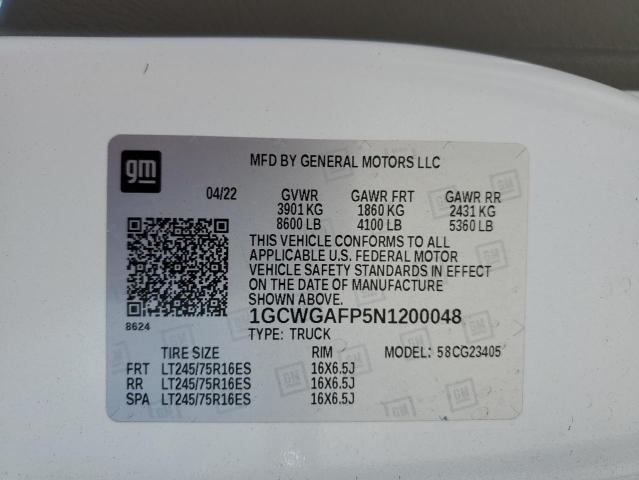 gm
MFD BY GENERAL MOTORS LLC
04/22 GVWR GAWR FRT GAWR RR
3901 KG 1860 KG 2431 KG
8600 LB 4100 LB 5360 LB
THIS VEHICLE CONFORMS TO ALL
APPLICABLE U.S. FEDERAL MOTOR
VEHICLE SAFETY STANDARDS IN EFFECT
ON THE DATE OF MANUFACTURE
SHOWN ABOVE.
8624
1GCWGAFP5N1200048
TYPE: TRUCK MODEL: 58CG23405
TIRE SIZE RIM
FRT LT245/75R16ES 16X6.5J
RR LT245/75R16ES 16X6.5J
SPA LT245/75R16ES 16X6.5J